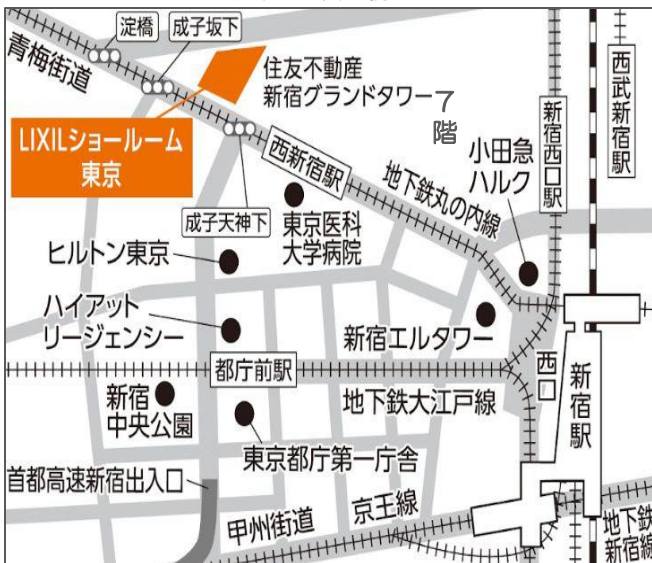 淀橋
成子坂下
青梅街道
住友不動産
新宿グランドタワー7
階
LIXILショールーム
東京
西新宿駅
地下鉄丸の内線
小田急
ハルク
新宿西口駅
西武新宿駅
成子天神下
東京医科
大学病院
ヒルトン東京
ハイアット
リージェンシー
新宿エルタワー
都庁前駅
地下鉄大江戸線
西口
新宿駅
新宿
中央公園
東京都庁第一庁舎
首都高速新宿出入口
甲州街道
京王線
地下鉄
新宿線